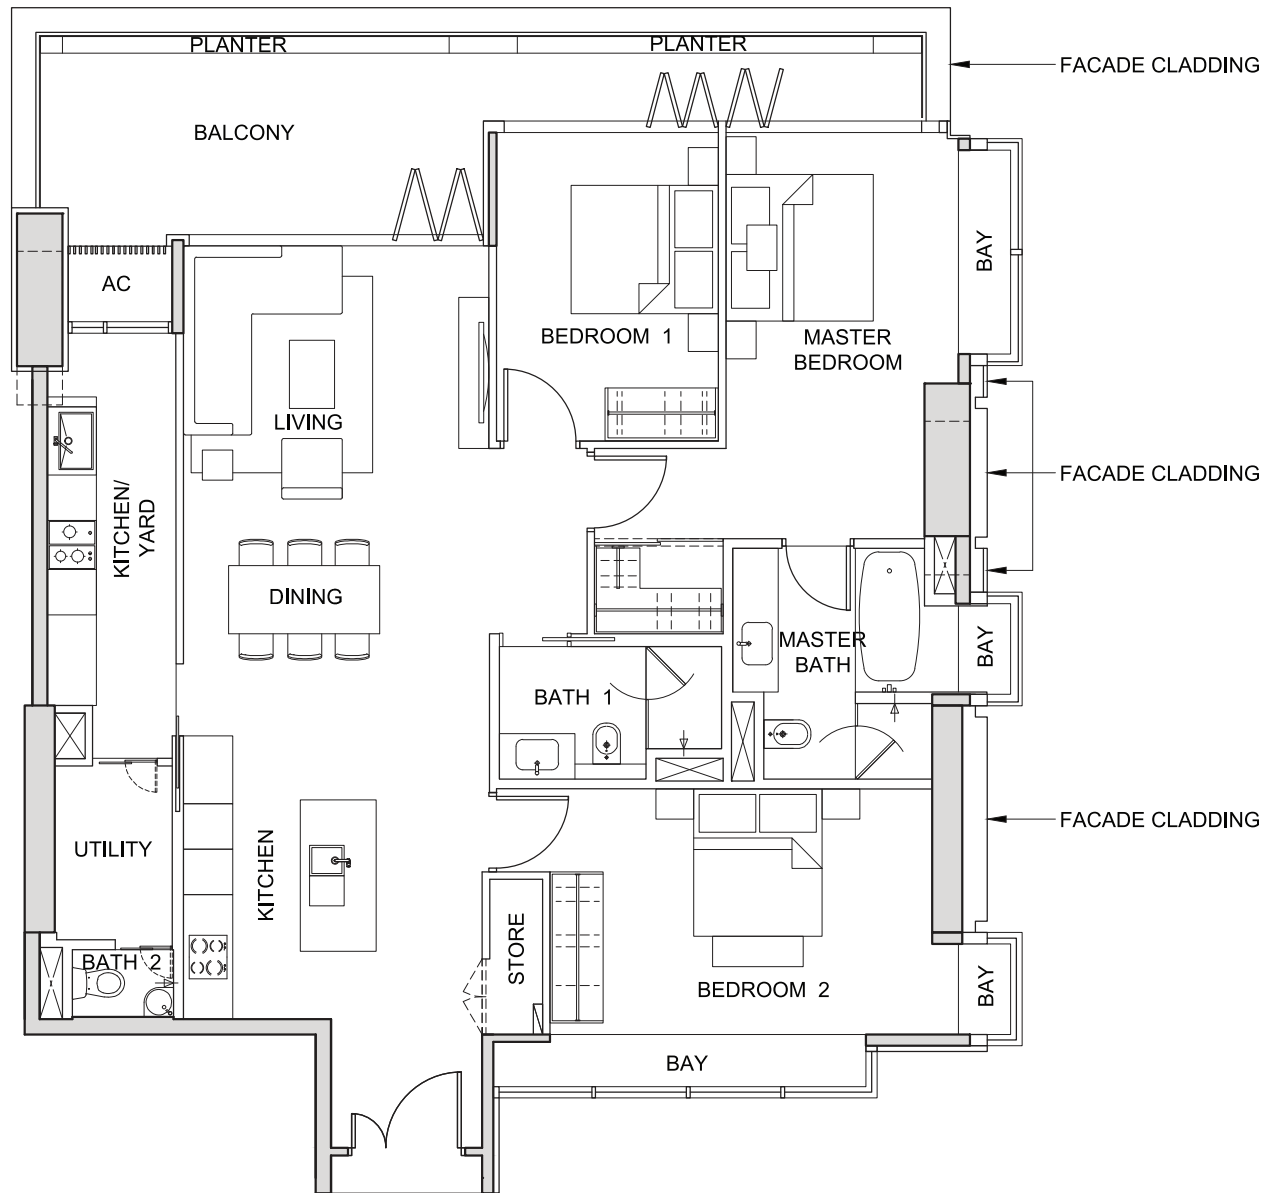 PLANTER
PLANTER
FACADE CLADDING
BALCONY
BAY
AC
BEDROOM 1
MASTER
BEDROOM
LIVING
FACADE CLADDING
KITCHEN/
YARD
DINING
MASTER
BATH
BAY
BATH 1
FACADE CLADDING
UTILITY
KITCHEN
STORE
BATH 2
BEDROOM 2
BAY
BAY